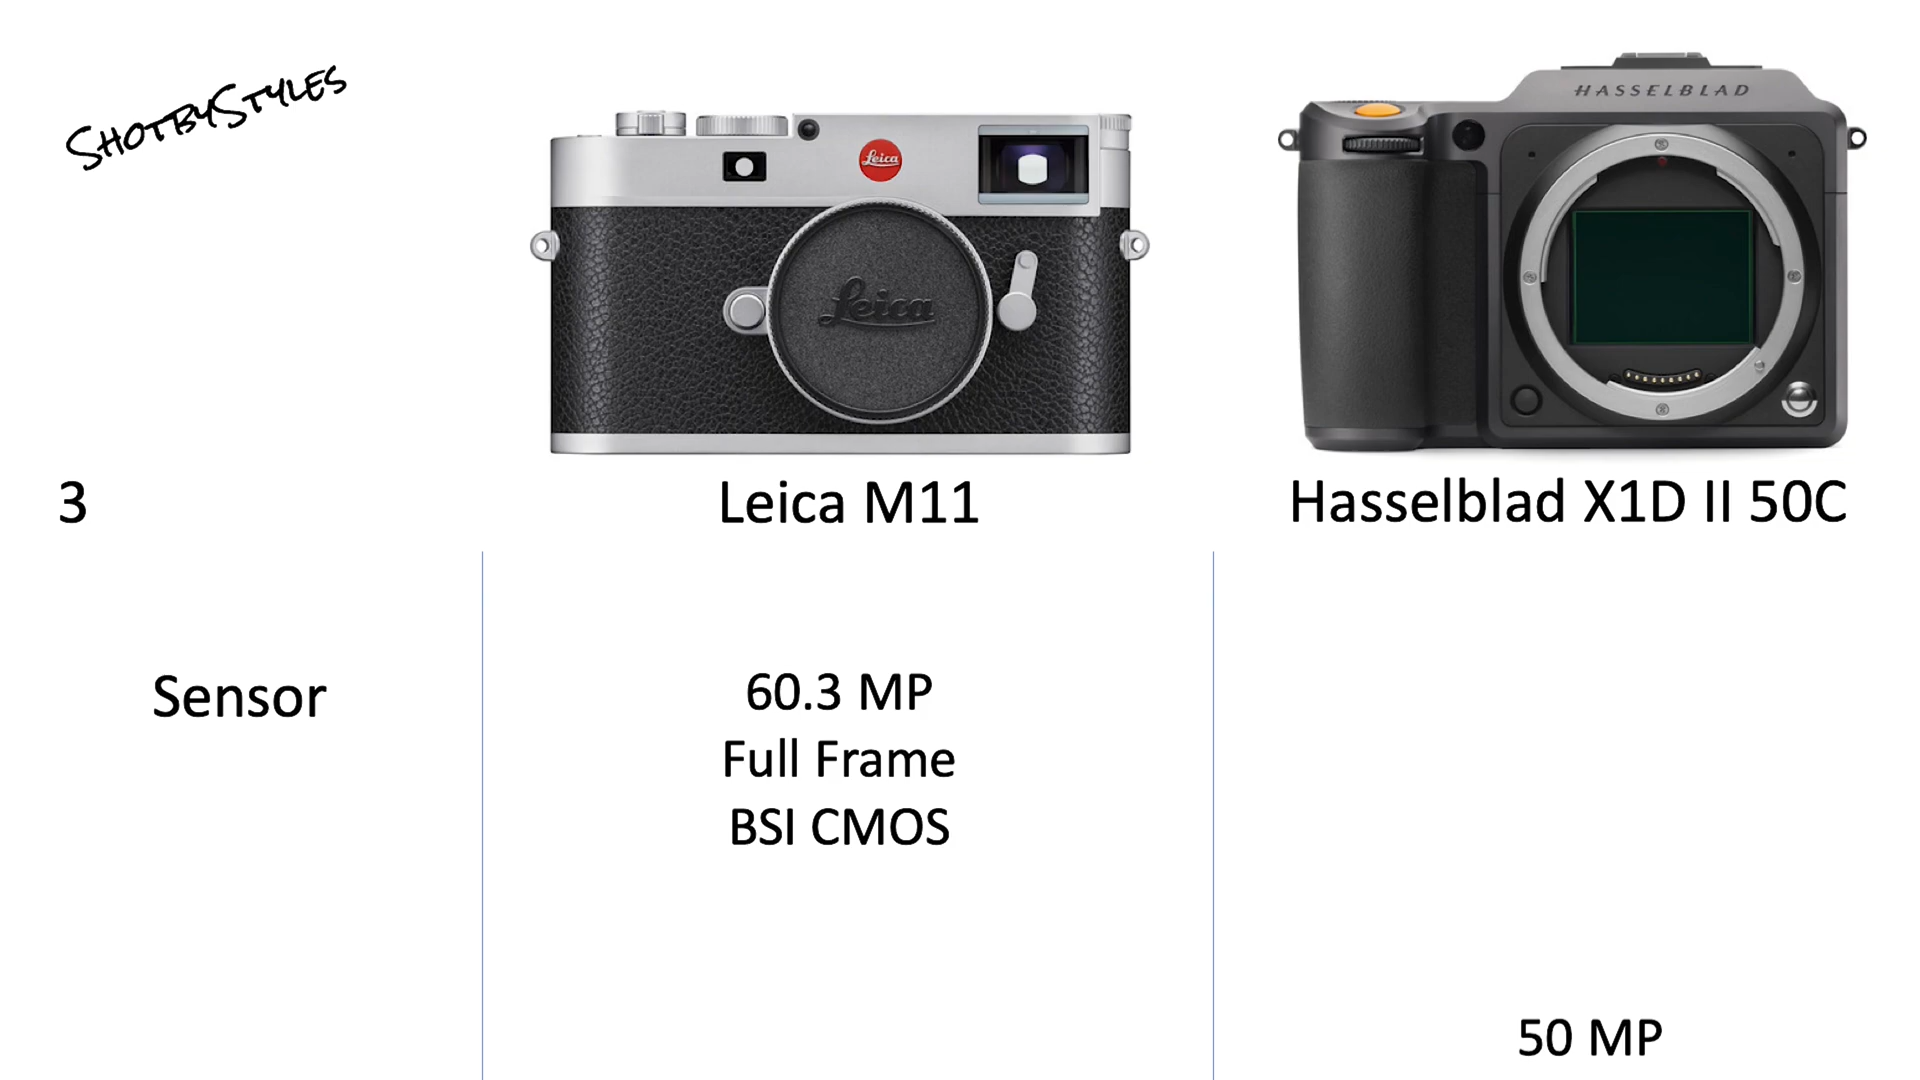 ShotbyStyles
Leica
HASSELBLAD
Leica
3
Leica M11
Hasselblad X1D II 50C
Sensor
60.3 MP
Full Frame
BSI CMOS
50 MP